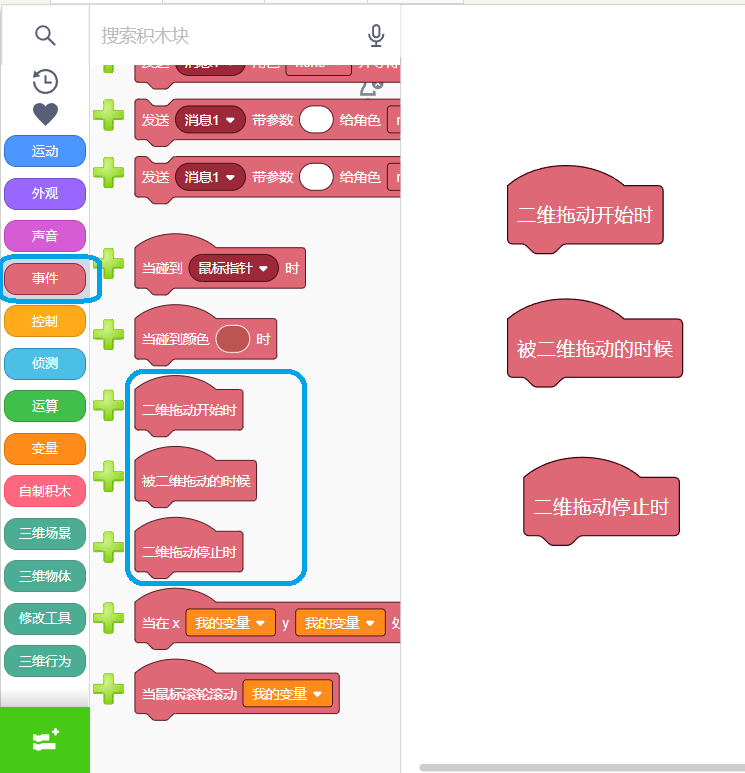 搜索积木块
运动
外观
声音
事件
控制
侦测
运算
变量
自制积木
三维场景
三维物体
修改工具
三维行为
发送 消息1 带参数 给角色
发送 消息1 带参数 给角色
当碰到 鼠标指针 时
当碰到颜色 时
二维拖动开始时
被二维拖动的时候
二维拖动停止时
当在 x 我的变量 y 我的变量
当鼠标滚轮滚动 我的变量
二维拖动开始时
被二维拖动的时候
二维拖动停止时